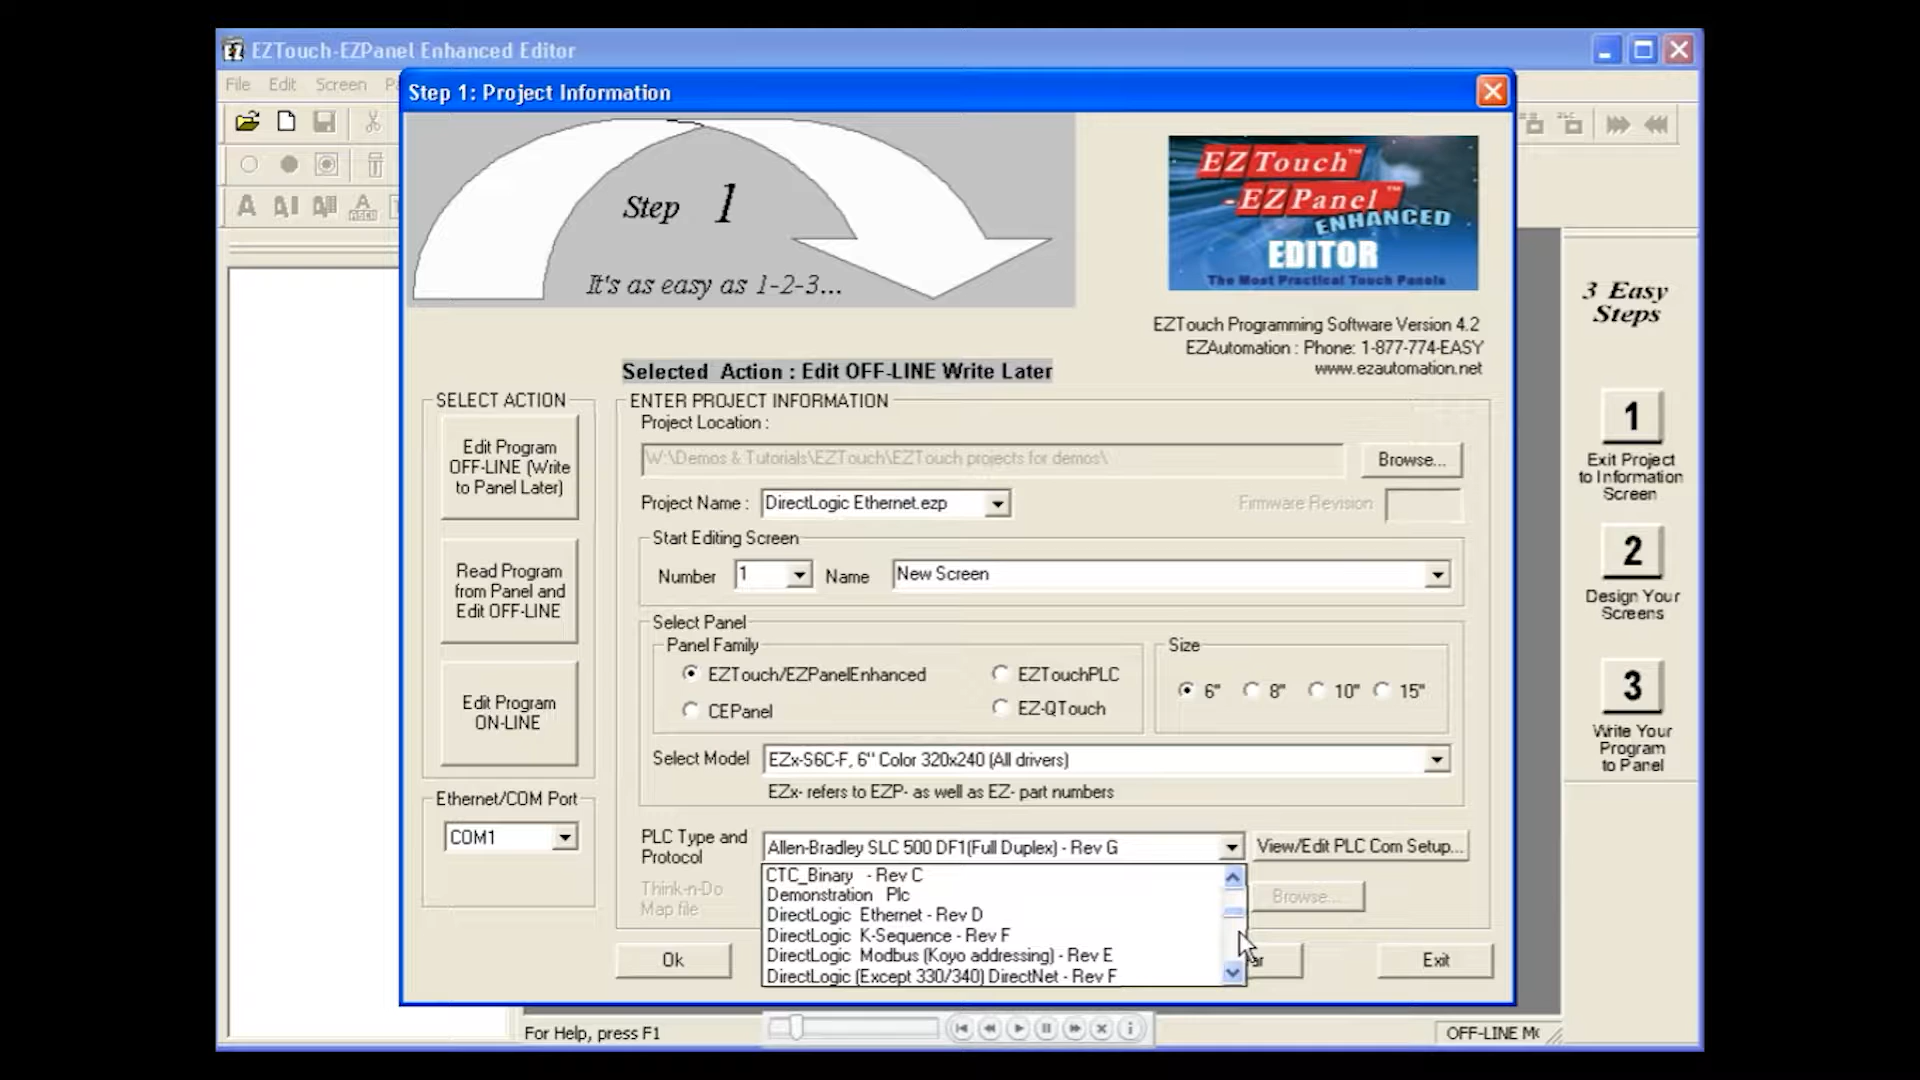 EZTouch-EZPanel Enhanced Editor
File Edit Screen
Step 1: Project Information
Step 1
It's as easy as 1-2-3...
EZTouch™
-EZPanel™
ENHANCED
EDITOR
The Most Practical Touch Panels
EZTouch Programming Software Version 4.2
EZAutomation : Phone: 1-877-774-EASY
www.ezautomation.net
Selected Action : Edit OFF-LINE Write Later
SELECT ACTION
Edit Program
OFF-LINE (Write
to Panel Later)
Read Program
from Panel and
Edit OFF-LINE
Edit Program
ON-LINE
Ethernet/COM Port
COM1
ENTER PROJECT INFORMATION
Project Location :
W:\Demos & Tutorials\EZTouch\EZTouch projects for demos\
Browse...
Project Name : DirectLogic Ethernet.ezp
Firmware Revision
Start Editing Screen
Number 1 Name New Screen
Select Panel
Panel Family
EZTouch/EZPanelEnhanced
EZTouchPLC
CEPanel
EZ-QTouch
Size
6" 8" 10" 15"
Select Model EZx-S6C-F, 6" Color 320x240 (All drivers)
EZx- refers to EZP- as well as EZ- part numbers
PLC Type and
Protocol
Allen-Bradley SLC 500 DF1(Full Duplex) - Rev G
View/Edit PLC Com Setup...
CTC_Binary - Rev C
Demonstration Plc
DirectLogic Ethernet - Rev D
DirectLogic K-Sequence - Rev F
DirectLogic Modbus (Koyo addressing) - Rev E
DirectLogic (Except 330/340) DirectNet - Rev F
Think-n-Do
Map file
Browse...
Ok
Exit
3 Easy
Steps
1
Exit Project
to Information
Screen
2
Design Your
Screens
3
Write Your
Program
to Panel
For Help, press F1
OFF-LINE